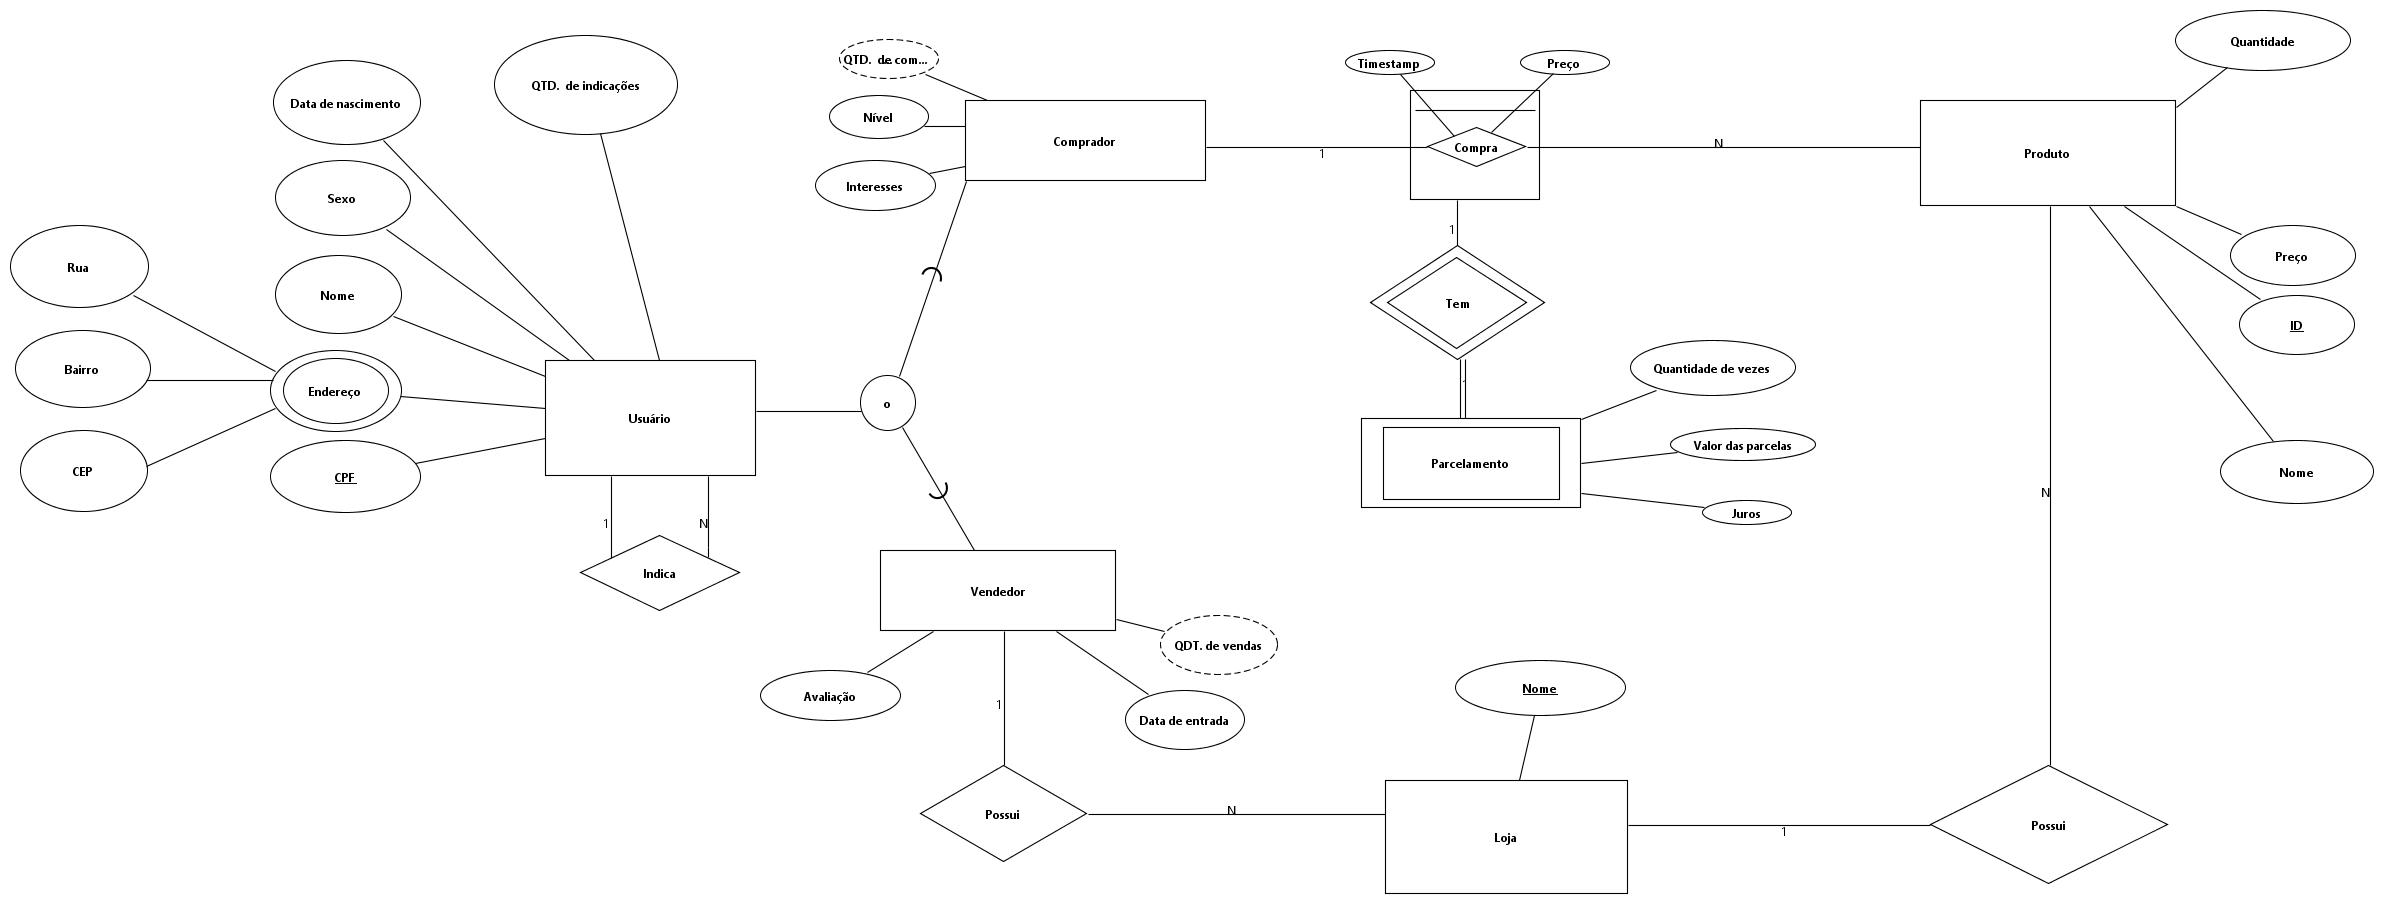 Quantidade
QTD.  de com...
Timestamp
Preço
QTD.  de indicações
Data de nascimento
Nível
Comprador
1
Compra
N
Produto
Interesses
Sexo
1
Preço
Rua
Nome
Tem
ID
Bairro
Endereço
Usuário
o
Quantidade de vezes
Valor das parcelas
CEP
CPF
Parcelamento
Nome
N
Juros
1
N
Indica
Vendedor
QDT. de vendas
Avaliação
1
Data de entrada
Nome
Possui
N
Loja
1
Possui